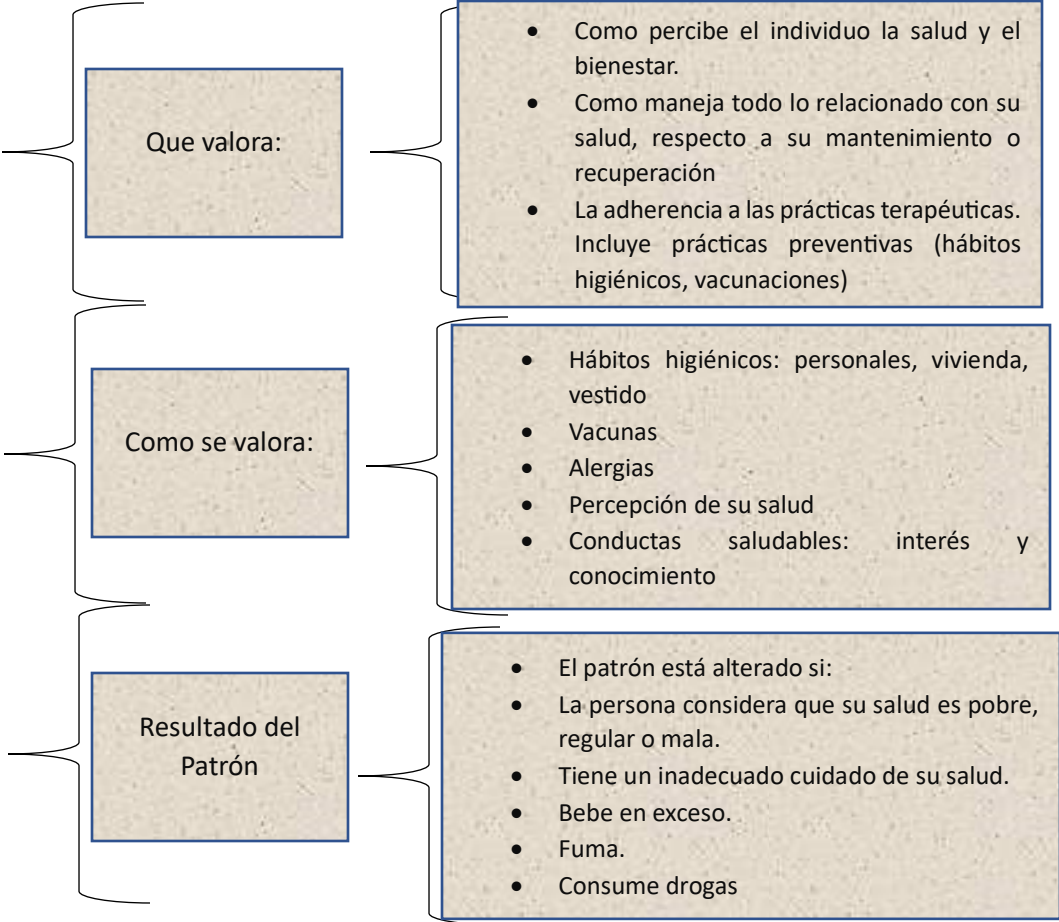 Que valora:
• Como percibe el individuo la salud y el
bienestar.
• Como maneja todo lo relacionado con su
salud, respecto a su mantenimiento o
recuperación
• La adherencia a las prácticas terapéuticas.
Incluye prácticas preventivas (hábitos
higiénicos, vacunaciones)
Como se valora:
• Hábitos higiénicos: personales, vivienda,
vestido
• Vacunas
• Alergias
• Percepción de su salud
• Conductas saludables: interés y
conocimiento
Resultado del
Patrón
• El patrón está alterado si:
• La persona considera que su salud es pobre,
regular o mala.
• Tiene un inadecuado cuidado de su salud.
• Bebe en exceso.
• Fuma.
• Consume drogas